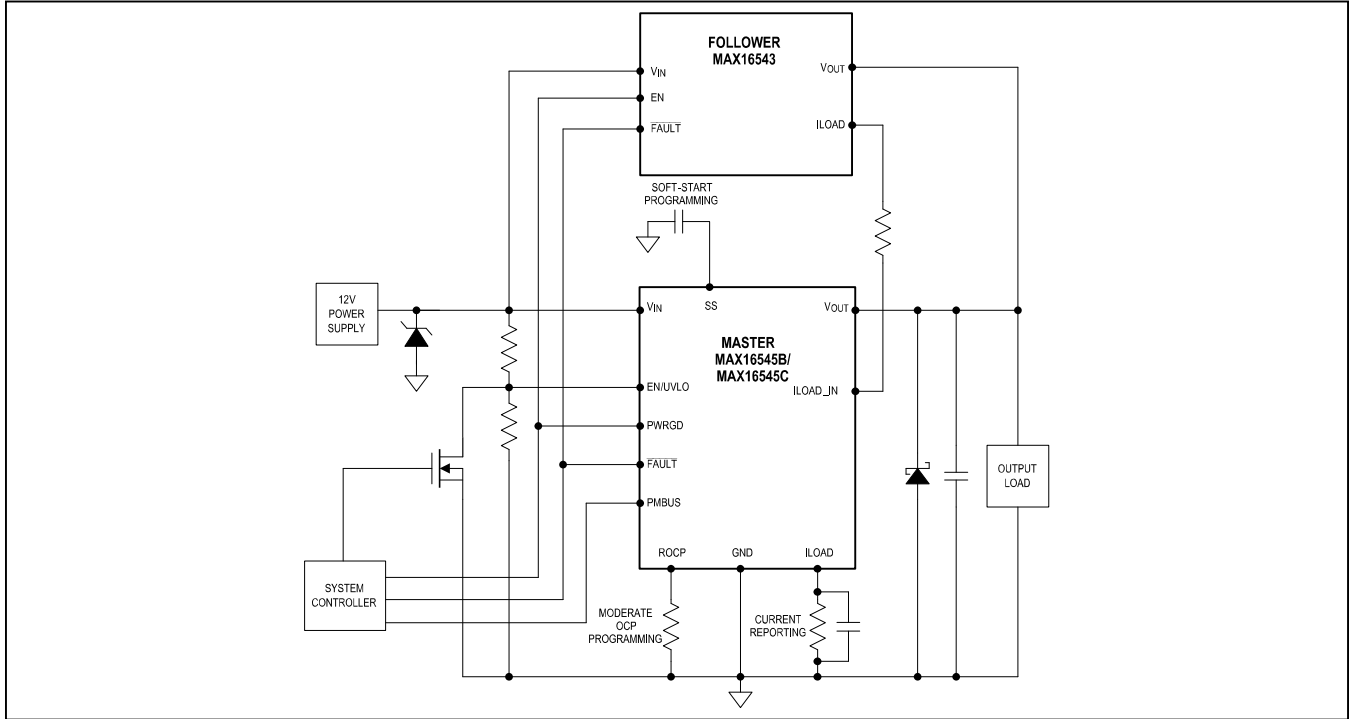 FOLLOWER
MAX16543
VIN
EN
FAULT
VOUT
ILOAD
SOFT-START
PROGRAMMING
12V
POWER
SUPPLY
VIN
SS
VOUT
MASTER
MAX16545B/
MAX16545C
EN/UVLO
ILOAD_IN
PWRGD
FAULT
PMBUS
OUTPUT
LOAD
ROCP
GND
ILOAD
SYSTEM
CONTROLLER
MODERATE
OCP
PROGRAMMING
CURRENT
REPORTING